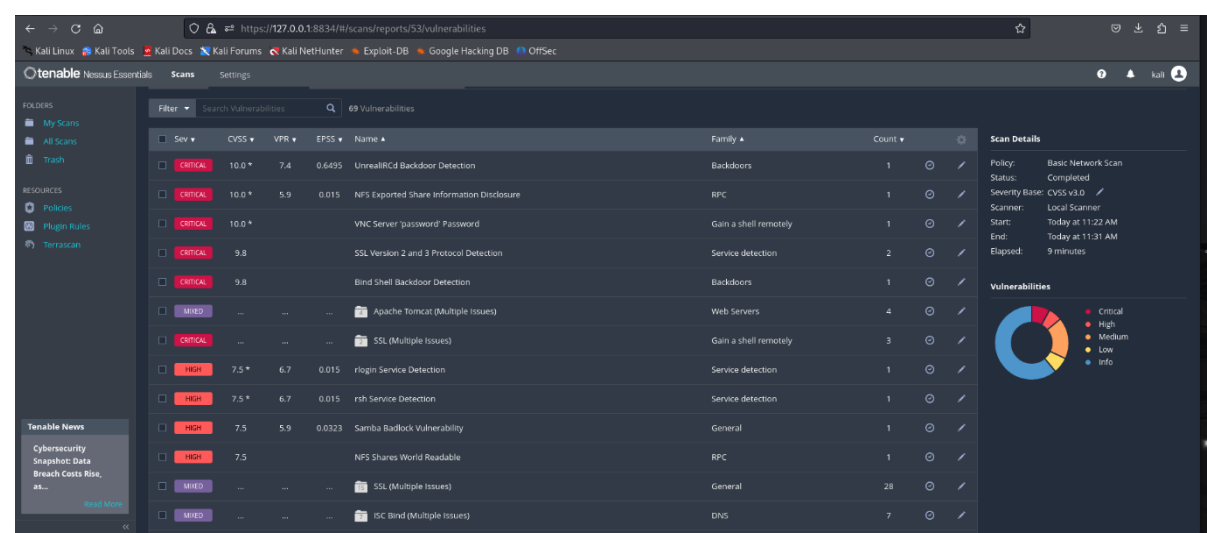 https://127.0.0.1:8834/#/scans/reports/53/vulnerabilities
Kali Linux Kali Tools Kali Docs Kali Forums Kali NetHunter Exploit-DB Google Hacking DB OffSec
tenable Nessus Essentials Scans Settings kali
FOLDERS
My Scans
All Scans
Trash
RESOURCES
Policies
Plugin Rules
Terrascan
Tenable News
Cybersecurity
Snapshot: Data
Breach Costs Rise,
as...
Read More
Filter Search Vulnerabilities 69 Vulnerabilities
Sev CVSS VPR EPSS Name Family Count
CRITICAL 10.0 * 7.4 0.6495 UnrealIRCd Backdoor Detection Backdoors 1
CRITICAL 10.0 * 5.9 0.015 NFS Exported Share Information Disclosure RPC 1
CRITICAL 10.0 * VNC Server 'password' Password Gain a shell remotely 1
CRITICAL 9.8 SSL Version 2 and 3 Protocol Detection Service detection 2
CRITICAL 9.8 Bind Shell Backdoor Detection Backdoors 1
MIXED ... ... ... Apache Tomcat (Multiple Issues) Web Servers 4
CRITICAL ... ... ... SSL (Multiple Issues) Gain a shell remotely 3
HIGH 7.5 * 6.7 0.015 rlogin Service Detection Service detection 1
HIGH 7.5 * 6.7 0.015 rsh Service Detection Service detection 1
HIGH 7.5 5.9 0.0323 Samba Badlock Vulnerability General 1
HIGH 7.5 NFS Shares World Readable RPC 1
MIXED ... ... ... SSL (Multiple Issues) General 28
MIXED ... ... ... ISC Bind (Multiple Issues) DNS 7
Scan Details
Policy: Basic Network Scan
Status: Completed
Severity Base: CVSS v3.0
Scanner: Local Scanner
Start: Today at 11:22 AM
End: Today at 11:31 AM
Elapsed: 9 minutes
Vulnerabilities
Critical
High
Medium
Low
Info